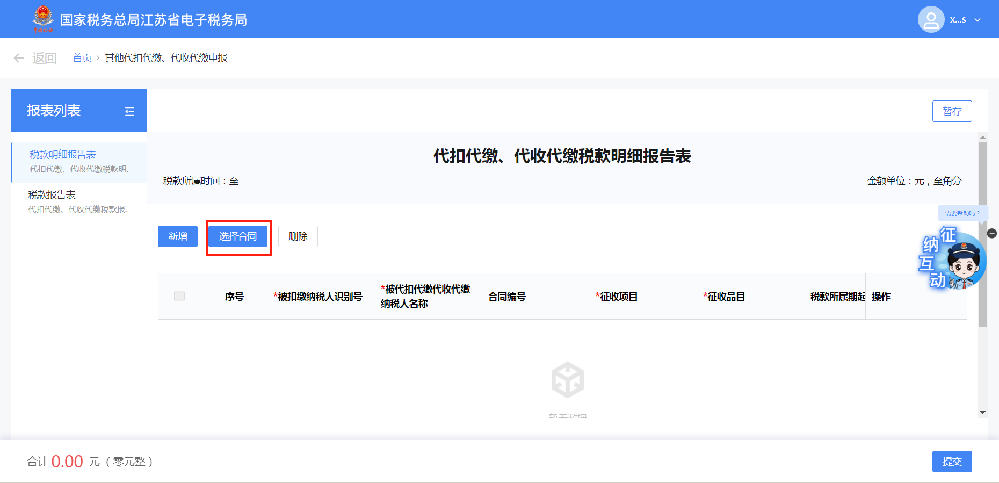 国家税务总局江苏省电子税务局
x...s
返回 首页 > 其他代扣代缴、代收代缴申报
报表列表
暂存
税款明细报告表
代扣代缴、代收代缴税款明.
税款报告表
代扣代缴、代收代缴税款报..
代扣代缴、代收代缴税款明细报告表
税款所属时间：至
金额单位：元，至角分
需要帮助吗？
征纳互动
新增 选择合同 删除
序号 *被扣缴纳税人识别号 *被代扣代缴代收代缴
纳税人名称 合同编号 *征收项目 *征收品目 税款所属期起 操作
暂无数据
合计 0.00 元（零元整）
提交